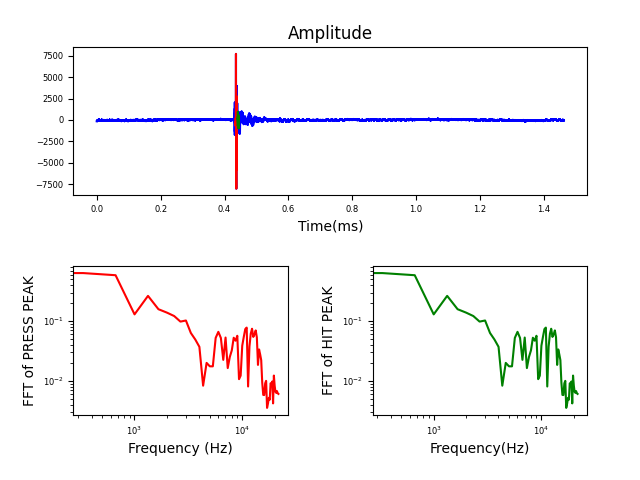 Amplitude
7500
5000
2500
0
−2500
−5000
−7500
0.0 0.2 0.4 0.6 0.8 1.0 1.2 1.4
Time(ms)
FFT of PRESS PEAK
10⁻¹
10⁻²
10³ 10⁴
Frequency (Hz)
FFT of HIT PEAK
10⁻¹
10⁻²
10³ 10⁴
Frequency(Hz)